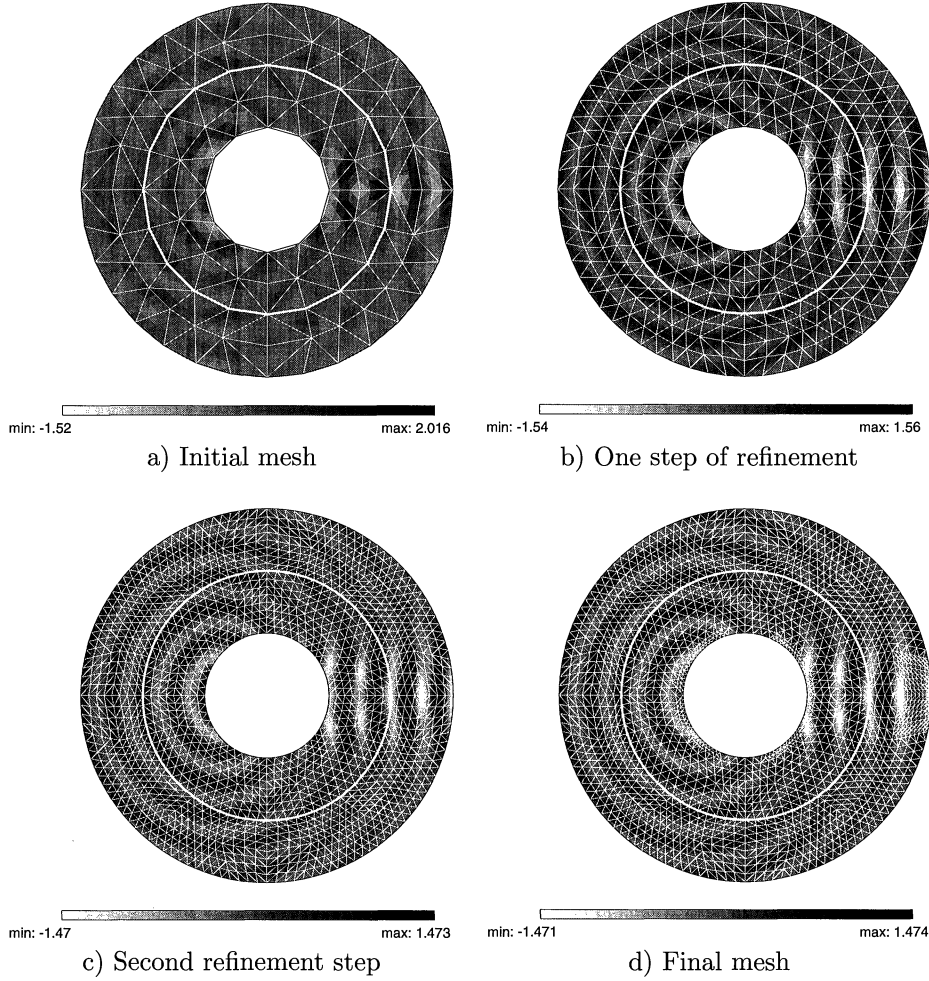 min: -1.52 max: 2.016
a) Initial mesh
min: -1.54 max: 1.56
b) One step of refinement
min: -1.47 max: 1.473
c) Second refinement step
min: -1.471 max: 1.474
d) Final mesh